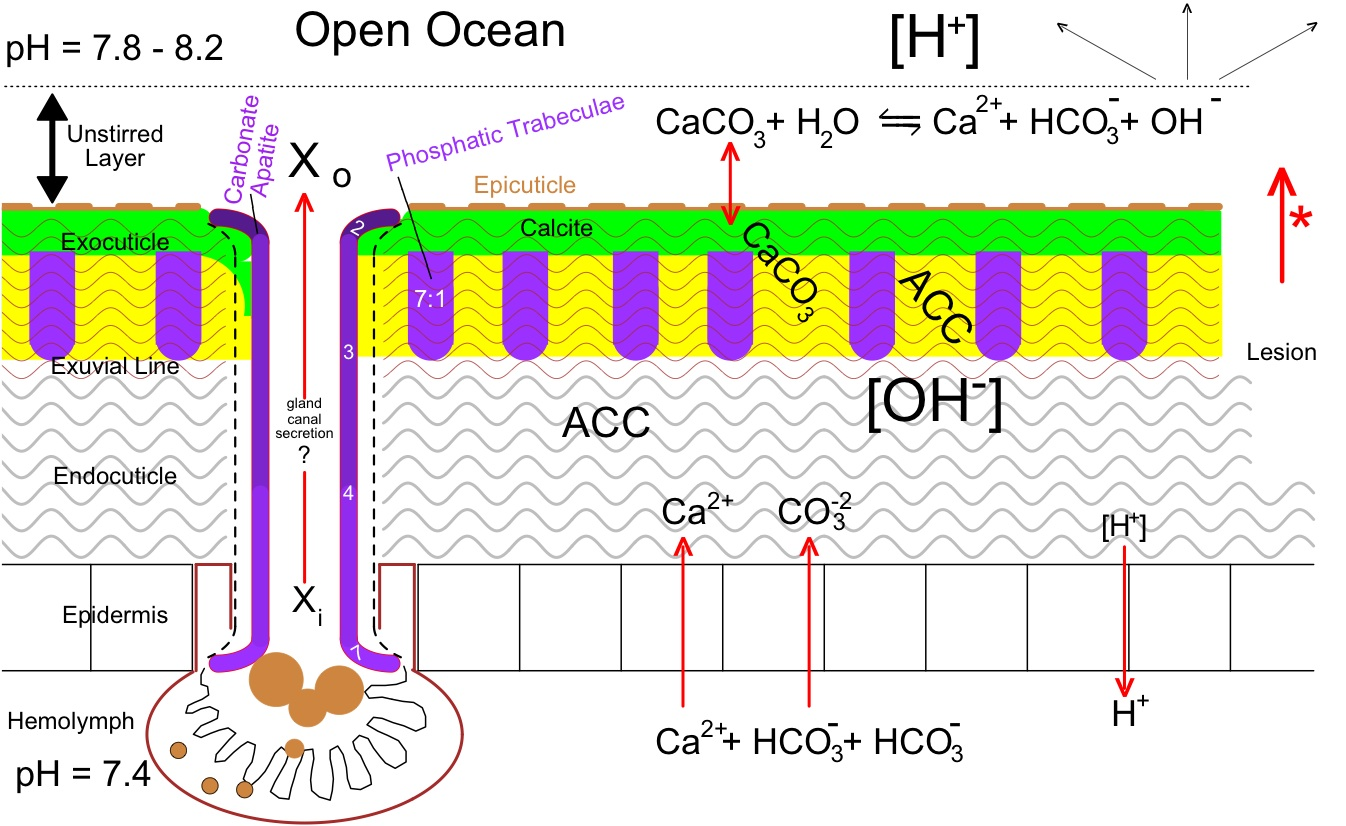 Open Ocean
[H⁺]
pH = 7.8 - 8.2
Unstirred
Layer
Carbonate
Apatite
X o
Phosphatic Trabeculae
CaCO₃+ H₂O ⇌ Ca²⁺+ HCO₃⁻+ OH⁻
Epicuticle
2
*
Exocuticle
Calcite
CaCO₃
ACC
7:1
3
Lesion
Exuvial Line
gland
canal
secretion
?
[OH⁻]
ACC
Endocuticle
4
Ca²⁺
CO₃⁻²
[H⁺]
Xᵢ
Epidermis
7
Hemolymph
H⁺
Ca²⁺+ HCO₃⁻+ HCO₃⁻
pH = 7.4